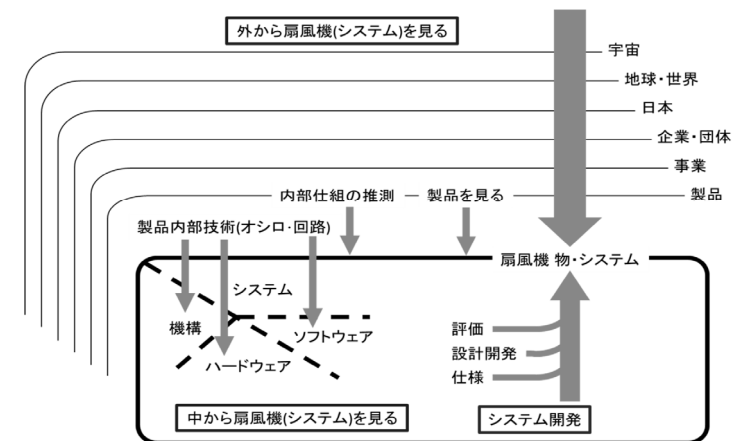 外から扇風機(システム)を見る
宇宙
地球・世界
日本
企業・団体
事業
内部仕組の推測
製品を見る
製品
製品内部技術(オシロ・回路)
扇風機 物・システム
システム
機構
ソフトウェア
ハードウェア
評価
設計開発
仕様
中から扇風機(システム)を見る
システム開発